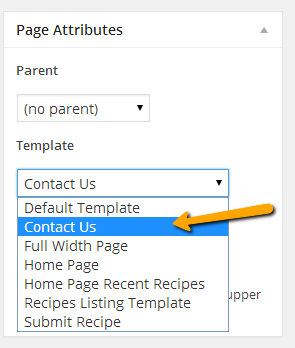 Page Attributes
Parent
(no parent)
Template
Contact Us
Default Template
Contact Us
Full Width Page
Home Page
Home Page Recent Recipes
Recipes Listing Template
upper
Submit Recipe